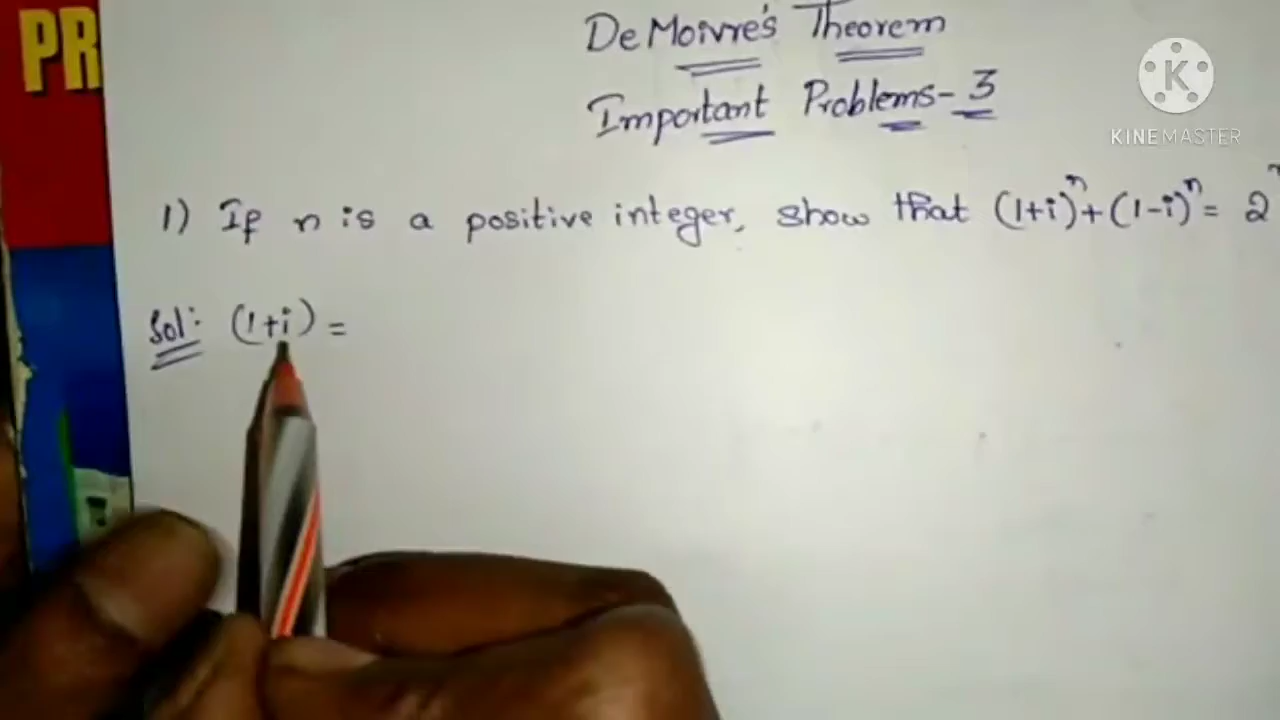 PR
De Moivre's Theorem
Important Problems-3
K
KINEMASTER
1) If n is a positive integer, show that (1+i)^n+(1-i)^n= 2
Sol: (1+i) =